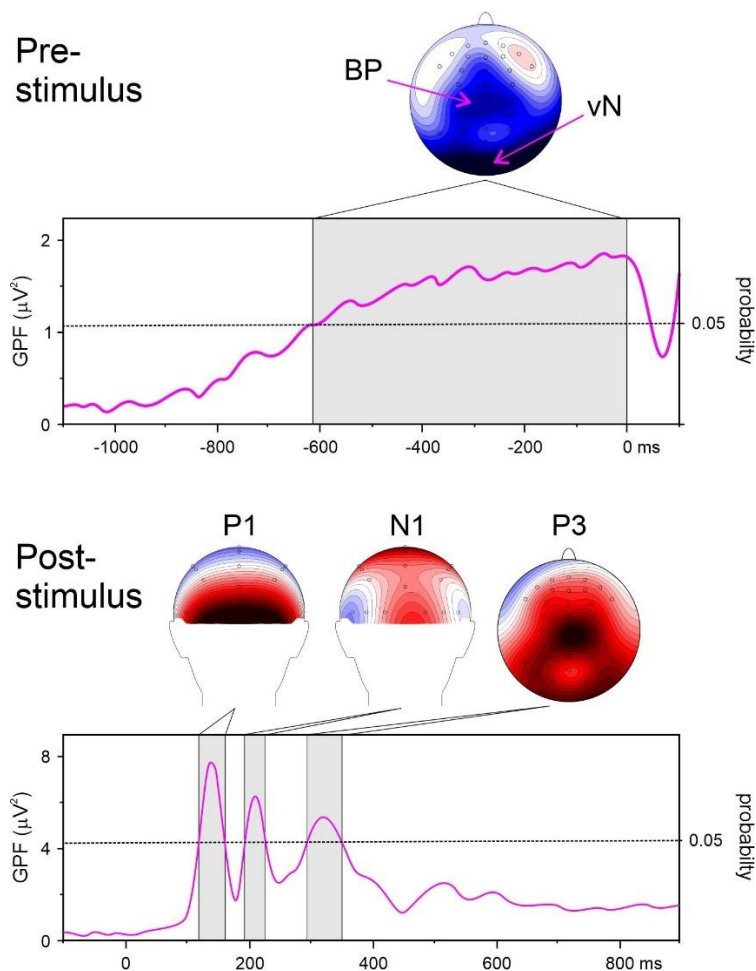 Pre-
stimulus
BP
vN
2
1
0
GPF (µV²)
0.05
probabilty
-1000 -800 -600 -400 -200 0 ms
Post-
stimulus
P1 N1 P3
8
4
0
GPF (µV²)
0.05
probabilty
0 200 400 600 800 ms